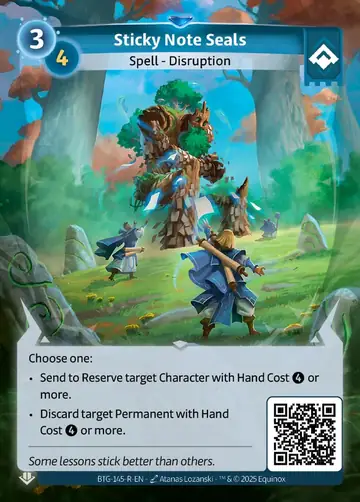 3
4
Sticky Note Seals
Spell - Disruption
Choose one:
• Send to Reserve target Character with Hand Cost 4 or
more.
• Discard target Permanent with Hand
Cost 4 or more.
Some lessons stick better than others.
BTG-145-R-EN - Atanas Lozanski - ™ & © 2025 Equinox